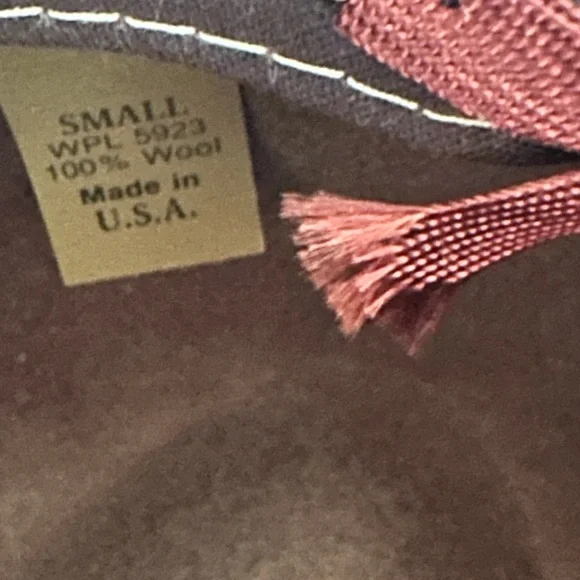 SMALL
WPL 5923
100% Wool
Made in
U.S.A.